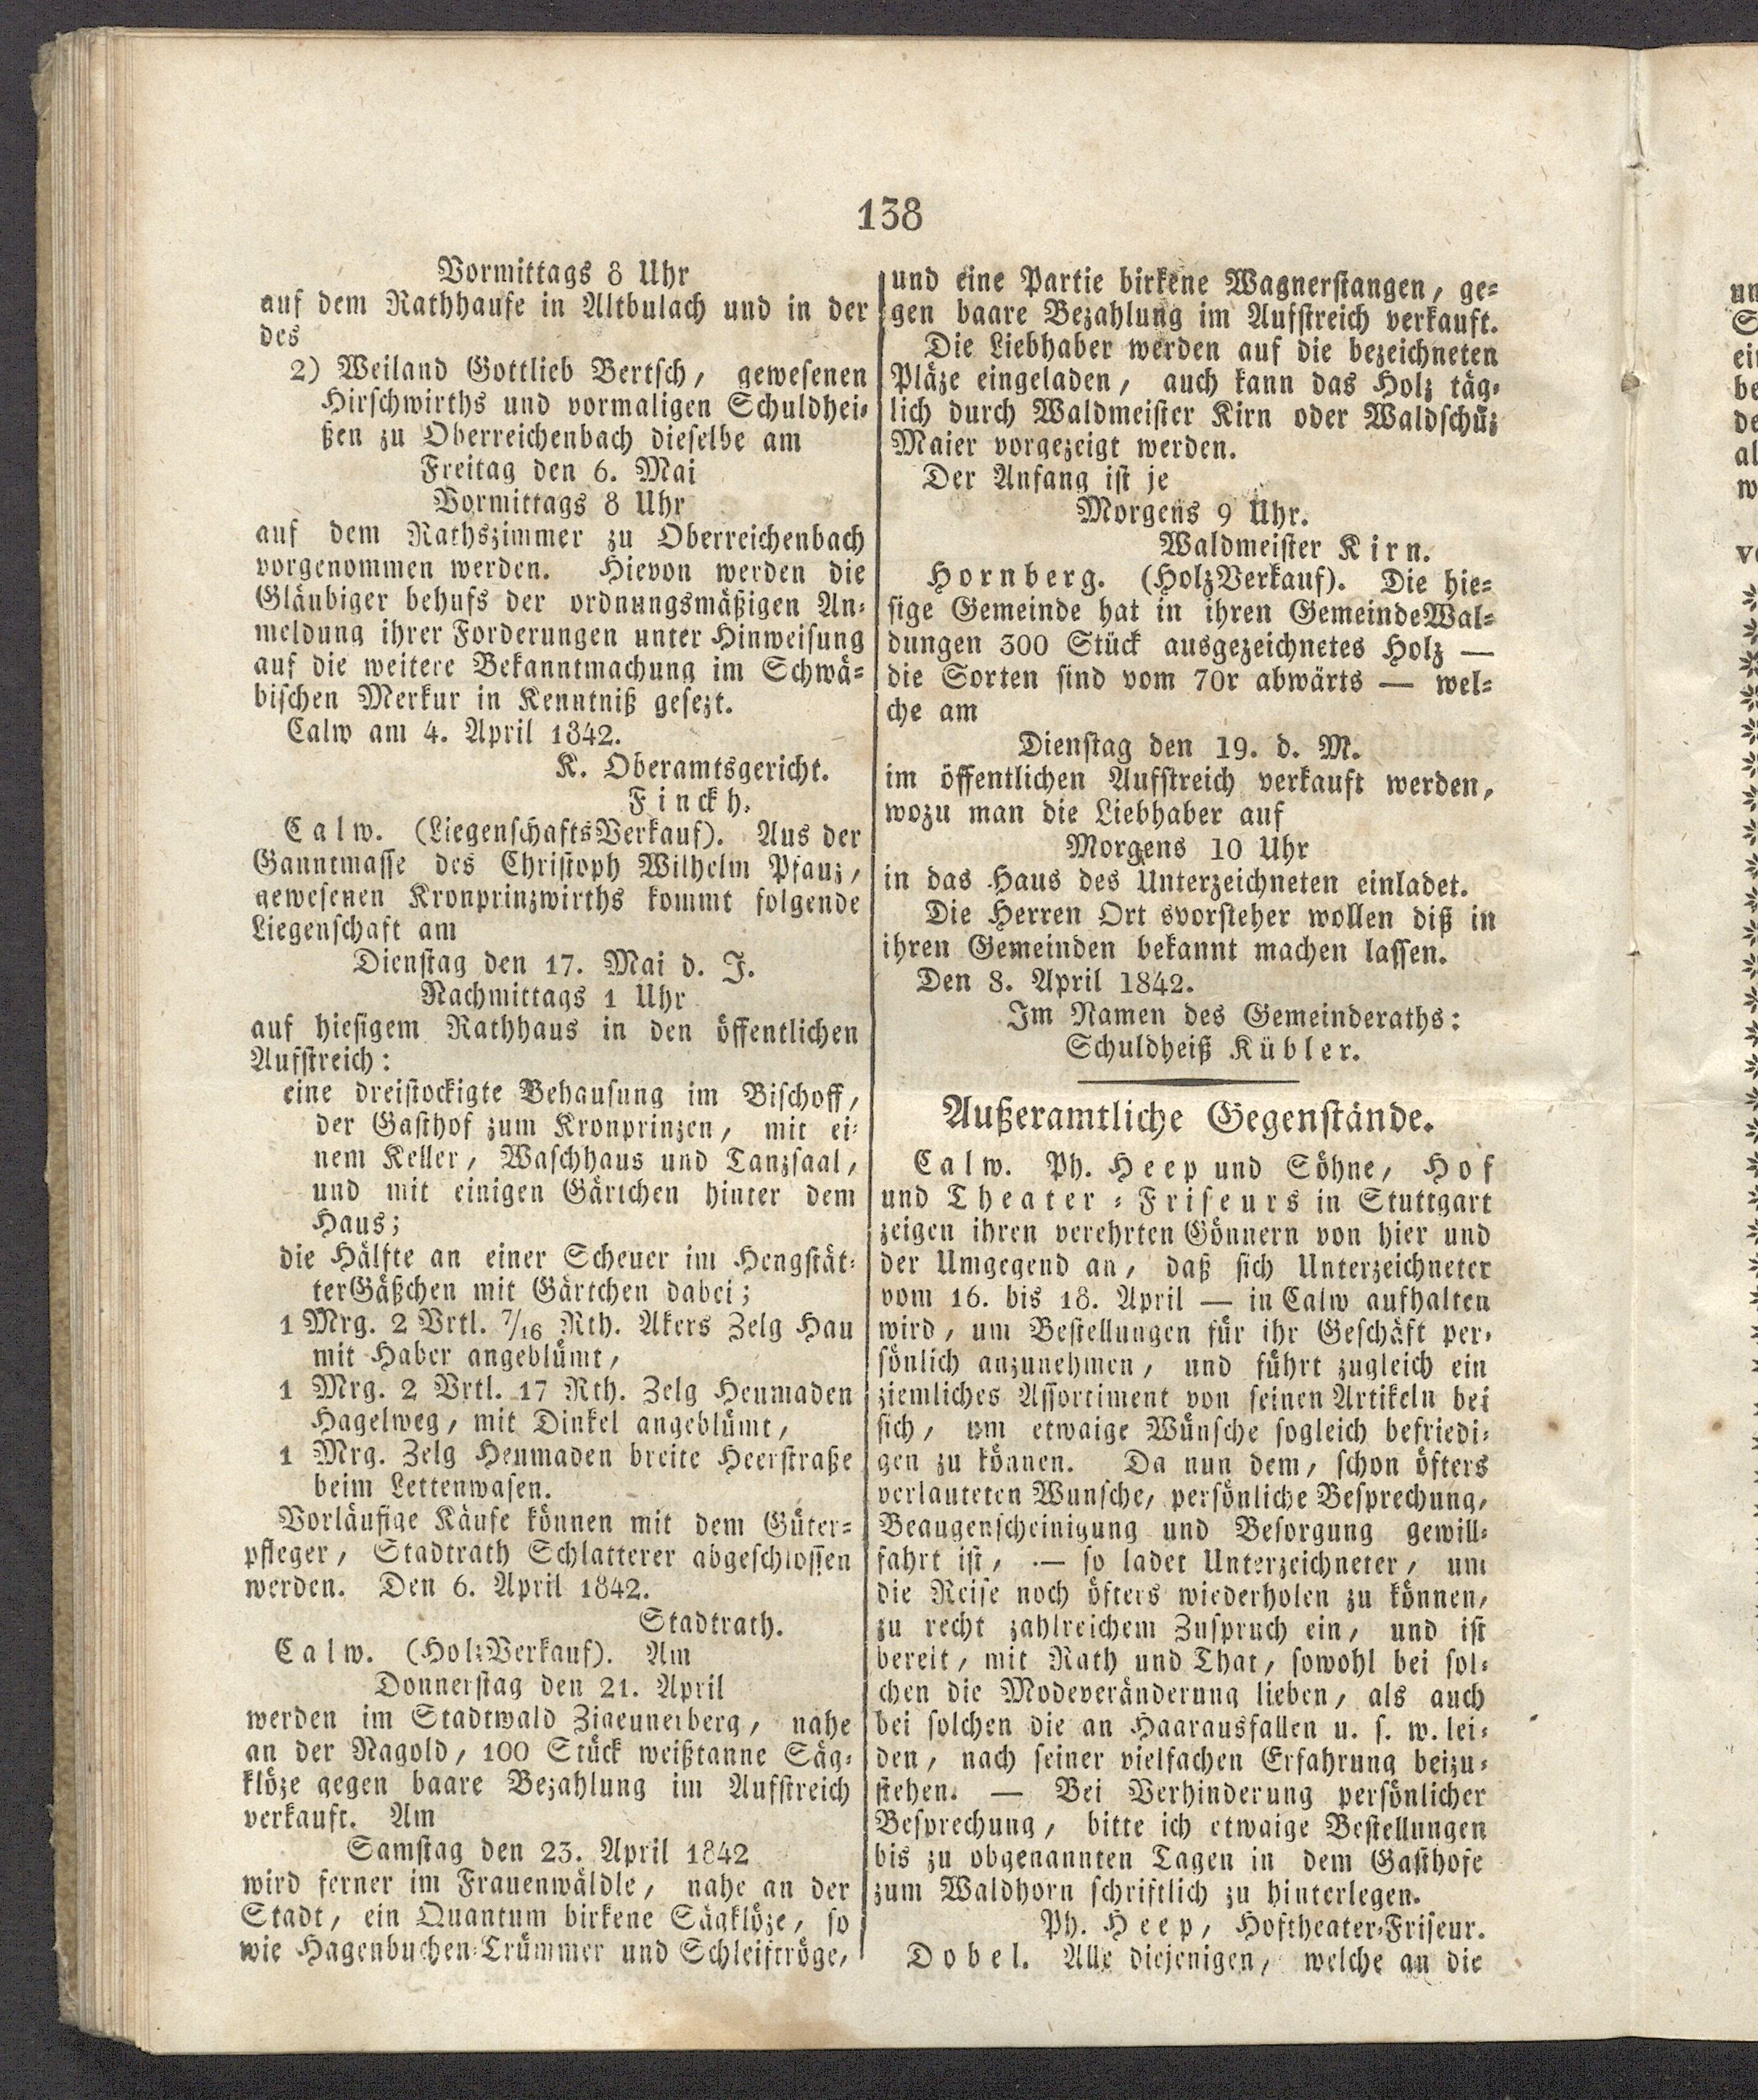 138
Vormittags 8 Uhr
auf dem Rathhause in Altbulach und in der
des
2) Weiland Gottlieb Bertsch, gewesenen
Hirschwirths und vormaligen Schuldhei-
ßen zu Oberreichenbach dieselbe am
Freitag den 6. Mai
Vormittags 8 Uhr
auf dem Rathszimmer zu Oberreichenbach
vorgenommen werden. Hievon werden die
Gläubiger behufs der ordnungsmäßigen An-
meldung ihrer Forderungen unter Hinweisung
auf die weitere Bekanntmachung im Schwä-
bischen Merkur in Kenntniß gesezt.
Calw am 4. April 1842.
K. Oberamtsgericht.
Finckh.
Calw. (LiegenschaftsVerkauf). Aus der
Ganntmasse des Christoph Wilhelm Pfauz,
gewesenen Kronprinzwirths kommt folgende
Liegenschaft am
Dienstag den 17. Mai d. J.
Nachmittags 1 Uhr
auf hiesigem Rathhaus in den öffentlichen
Aufstreich:
eine dreistockigte Behausung im Bischoff,
der Gasthof zum Kronprinzen, mit ei-
nem Keller, Waschhaus und Tanzsaal,
und mit einigen Gärtchen hinter dem
Haus;
die Hälfte an einer Scheuer im Hengstät-
terGäßchen mit Gärtchen dabei;
1 Mrg. 2 Vrtl. 7/16 Rth. Akers Zelg Hau
mit Haber angeblümt,
1 Mrg. 2 Vrtl. 17 Rth. Zelg Heumaden
Hagelweg, mit Dinkel angeblümt,
1 Mrg. Zelg Heumaden breite Heerstraße
beim Lettenwasen.
Vorläufige Käufe können mit dem Güter-
pfleger, Stadtrath Schlatterer abgeschlossen
werden. Den 6. April 1842.
Stadtrath.
Calw. (HolzVerkauf). Am
Donnerstag den 21. April
werden im Stadtwald Zigeunerberg, nahe
an der Nagold, 100 Stück weißtanne Säg-
klöze gegen baare Bezahlung im Aufstreich
verkauft. Am
Samstag den 23. April 1842
wird ferner im Frauenwäldle, nahe an der
Stadt, ein Quantum birkene Sägklöze, so
wie Hagenbuchen-Trümmer und Schleiftröge,
und eine Partie birkene Wagnerstangen, ge-
gen baare Bezahlung im Aufstreich verkauft.
Die Liebhaber werden auf die bezeichneten
Pläze eingeladen, auch kann das Holz täg-
lich durch Waldmeister Kirn oder Waldschüz
Maier vorgezeigt werden.
Der Anfang ist je
Morgens 9 Uhr.
Waldmeister Kirn.
Hornberg. (HolzVerkauf). Die hie-
sige Gemeinde hat in ihren GemeindeWal-
dungen 300 Stück ausgezeichnetes Holz —
die Sorten sind vom 70r abwärts — wel-
che am
Dienstag den 19. d. M.
im öffentlichen Aufstreich verkauft werden,
wozu man die Liebhaber auf
Morgens 10 Uhr
in das Haus des Unterzeichneten einladet.
Die Herren Ort svorsteher wollen diß in
ihren Gemeinden bekannt machen lassen.
Den 8. April 1842.
Im Namen des Gemeinderaths:
Schuldheiß Kübler.
Außeramtliche Gegenstände.
Calw. Ph. Heep und Söhne, Hof
und Theater-Friseurs in Stuttgart
zeigen ihren verehrten Gönnern von hier und
der Umgegend an, daß sich Unterzeichneter
vom 16. bis 18. April — in Calw aufhalten
wird, um Bestellungen für ihr Geschäft per-
sönlich anzunehmen, und führt zugleich ein
ziemliches Assortiment von seinen Artikeln bei
sich, um etwaige Wünsche sogleich befriedi-
gen zu können. Da nun dem, schon öfters
verlauteten Wunsche, persönliche Besprechung,
Beaugenscheinigung und Besorgung gewill-
fahrt ist, — so ladet Unterzeichneter, um
die Reise noch öfters wiederholen zu können,
zu recht zahlreichem Zuspruch ein, und ist
bereit, mit Rath und That, sowohl bei sol-
chen die Modeveränderung lieben, als auch
bei solchen die an Haarausfallen u. s. w. lei-
den, nach seiner vielfachen Erfahrung beizu-
stehen. — Bei Verhinderung persönlicher
Besprechung, bitte ich etwaige Bestellungen
bis zu obgenannten Tagen in dem Gasthofe
zum Waldhorn schriftlich zu hinterlegen.
Ph. Heep, Hoftheater-Friseur.
Dobel. Alle diejenigen, welche an die